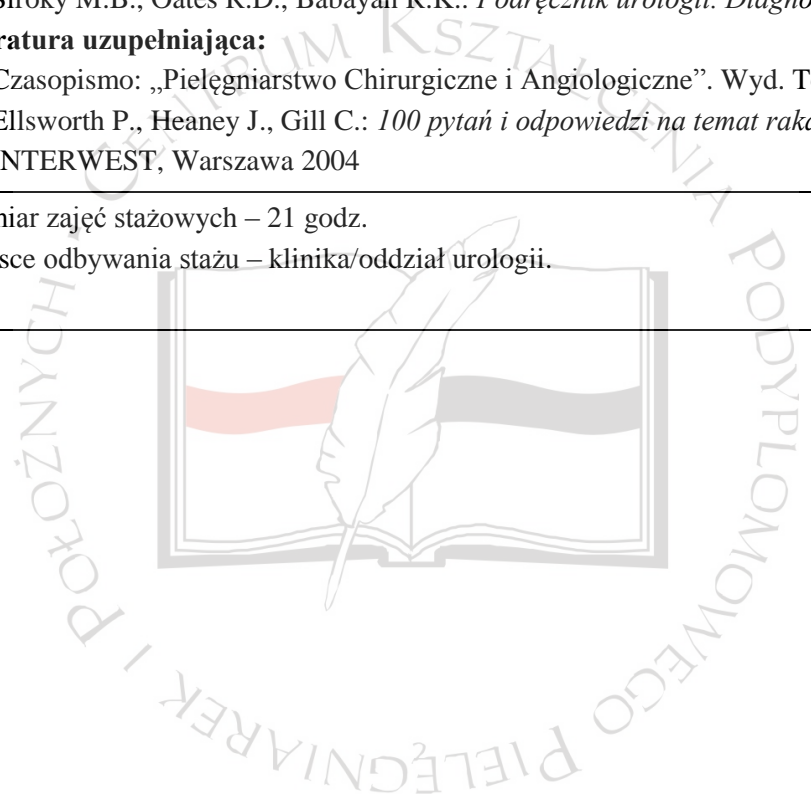 Siroky M.B., Oates R.D., Babayan R.K.: Podręcznik urologii. Diagno
ratura uzupełniająca:
Czasopismo: „Pielęgniarstwo Chirurgiczne i Angiologiczne”. Wyd. T
Ellsworth P., Heaney J., Gill C.: 100 pytań i odpowiedzi na temat raka
INTERWEST, Warszawa 2004
miar zajęć stażowych – 21 godz.
sce odbywania stażu – klinika/oddział urologii.
CENTRUM KSZTAŁCENIA PODYPLOMOWEGO PIELĘGNIAREK I POŁOŻNYCH